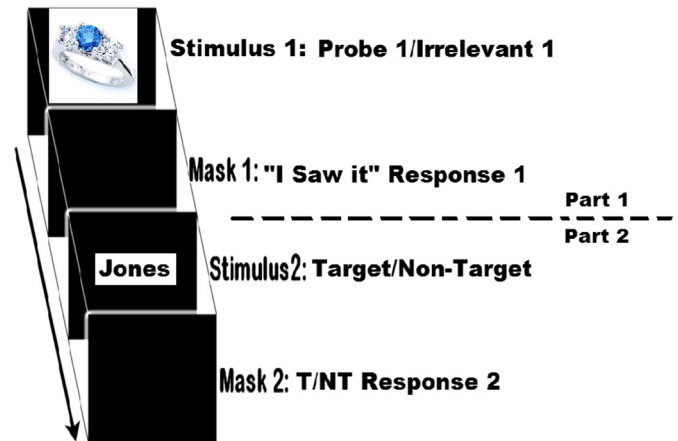 Stimulus 1: Probe 1/Irrelevant 1
Mask 1: "I Saw it" Response 1
Part 1
Part 2
Jones
Stimulus2: Target/Non-Target
Mask 2: T/NT Response 2